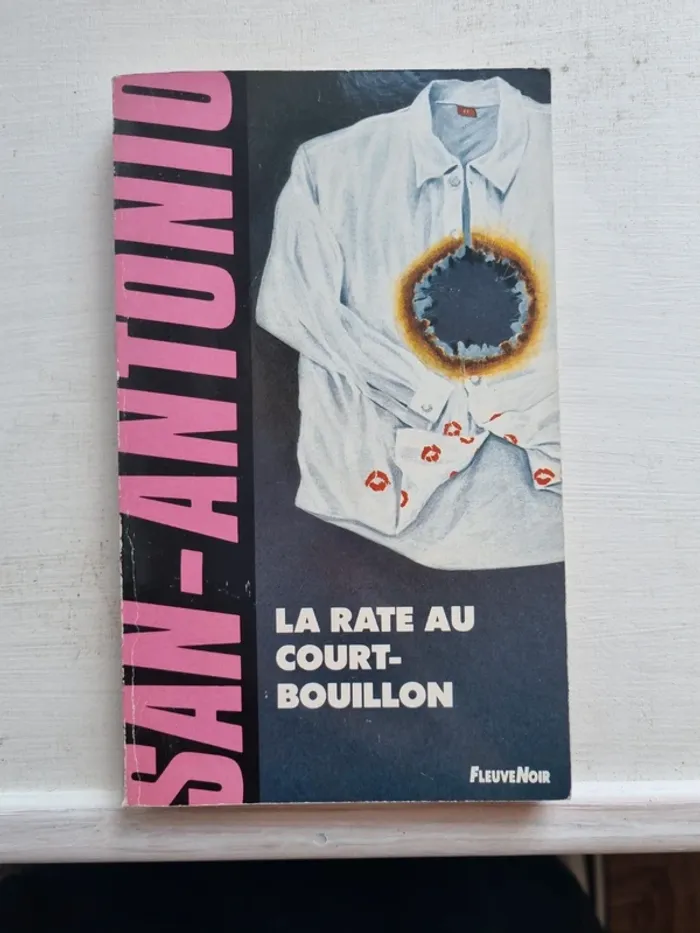 SAN-ANTONIO
LA RATE AU
COURT-
BOUILLON
FLEUVENOIR